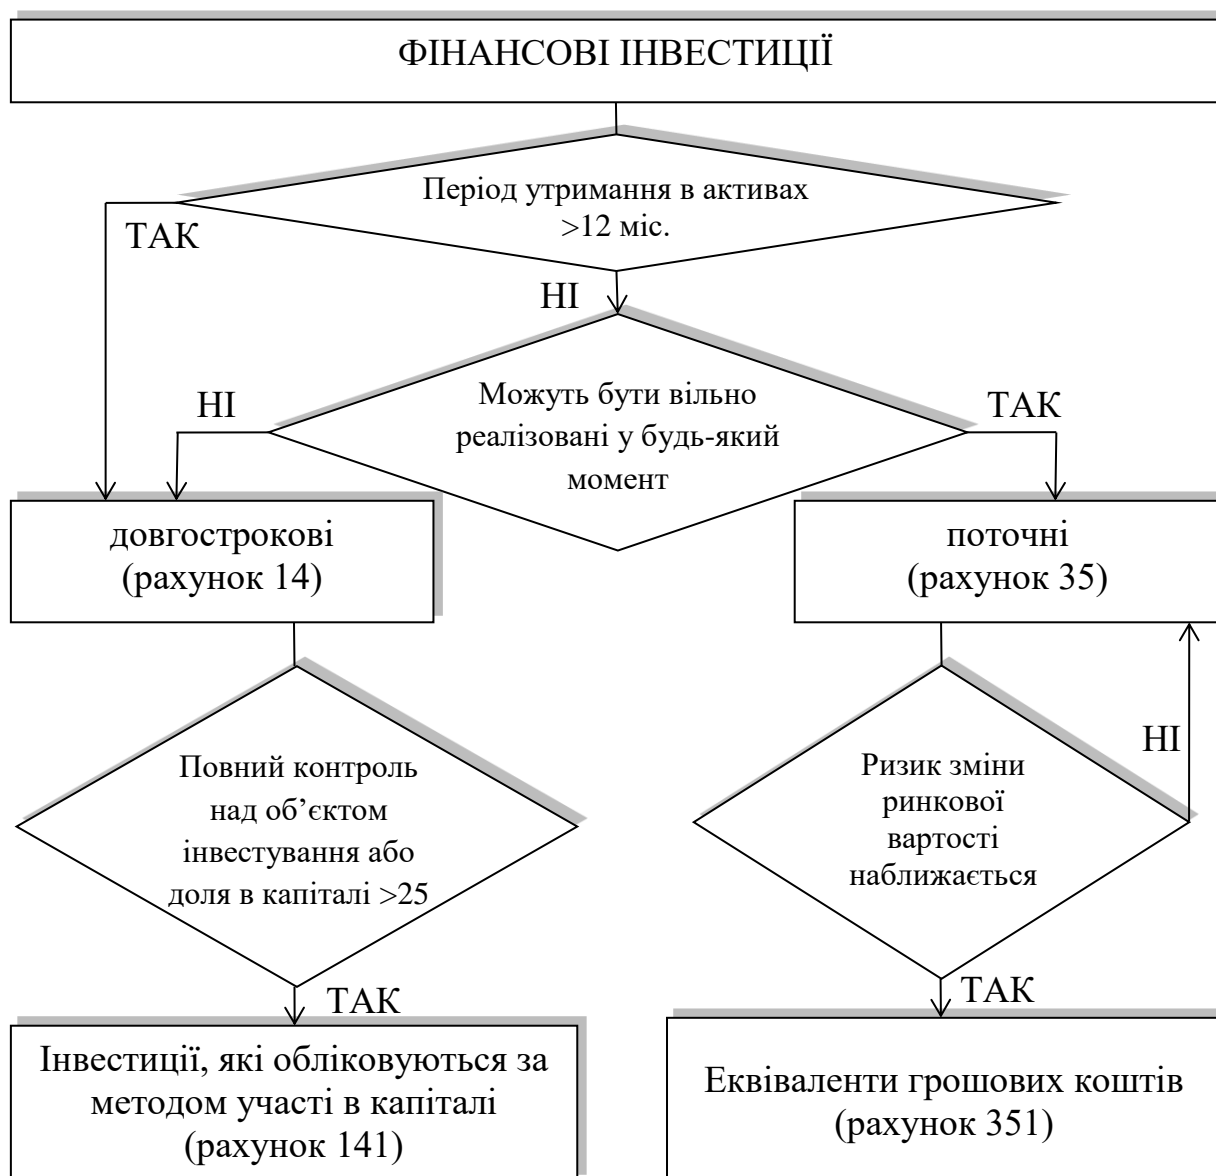 ФІНАНСОВІ ІНВЕСТИЦІЇ
Період утримання в активах
>12 міс.
ТАК
НІ
Можуть бути вільно
реалізовані у будь-який
момент
НІ
ТАК
довгострокові
(рахунок 14)
поточні
(рахунок 35)
Повний контроль
над об’єктом
інвестування або
доля в капіталі >25
Ризик зміни
ринкової
вартості
наближається
НІ
ТАК
ТАК
Інвестиції, які обліковуються за
методом участі в капіталі
(рахунок 141)
Еквіваленти грошових коштів
(рахунок 351)